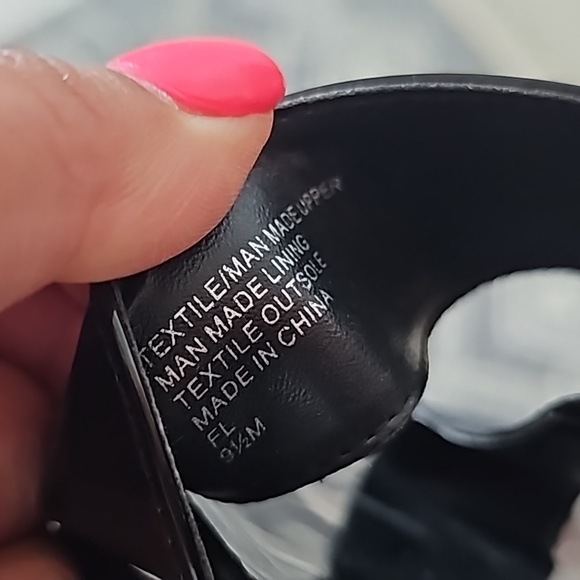 TEXTILE/MAN MADE UPPER
MAN MADE LINING
TEXTILE OUTSOLE
MADE IN CHINA
FL
9½M